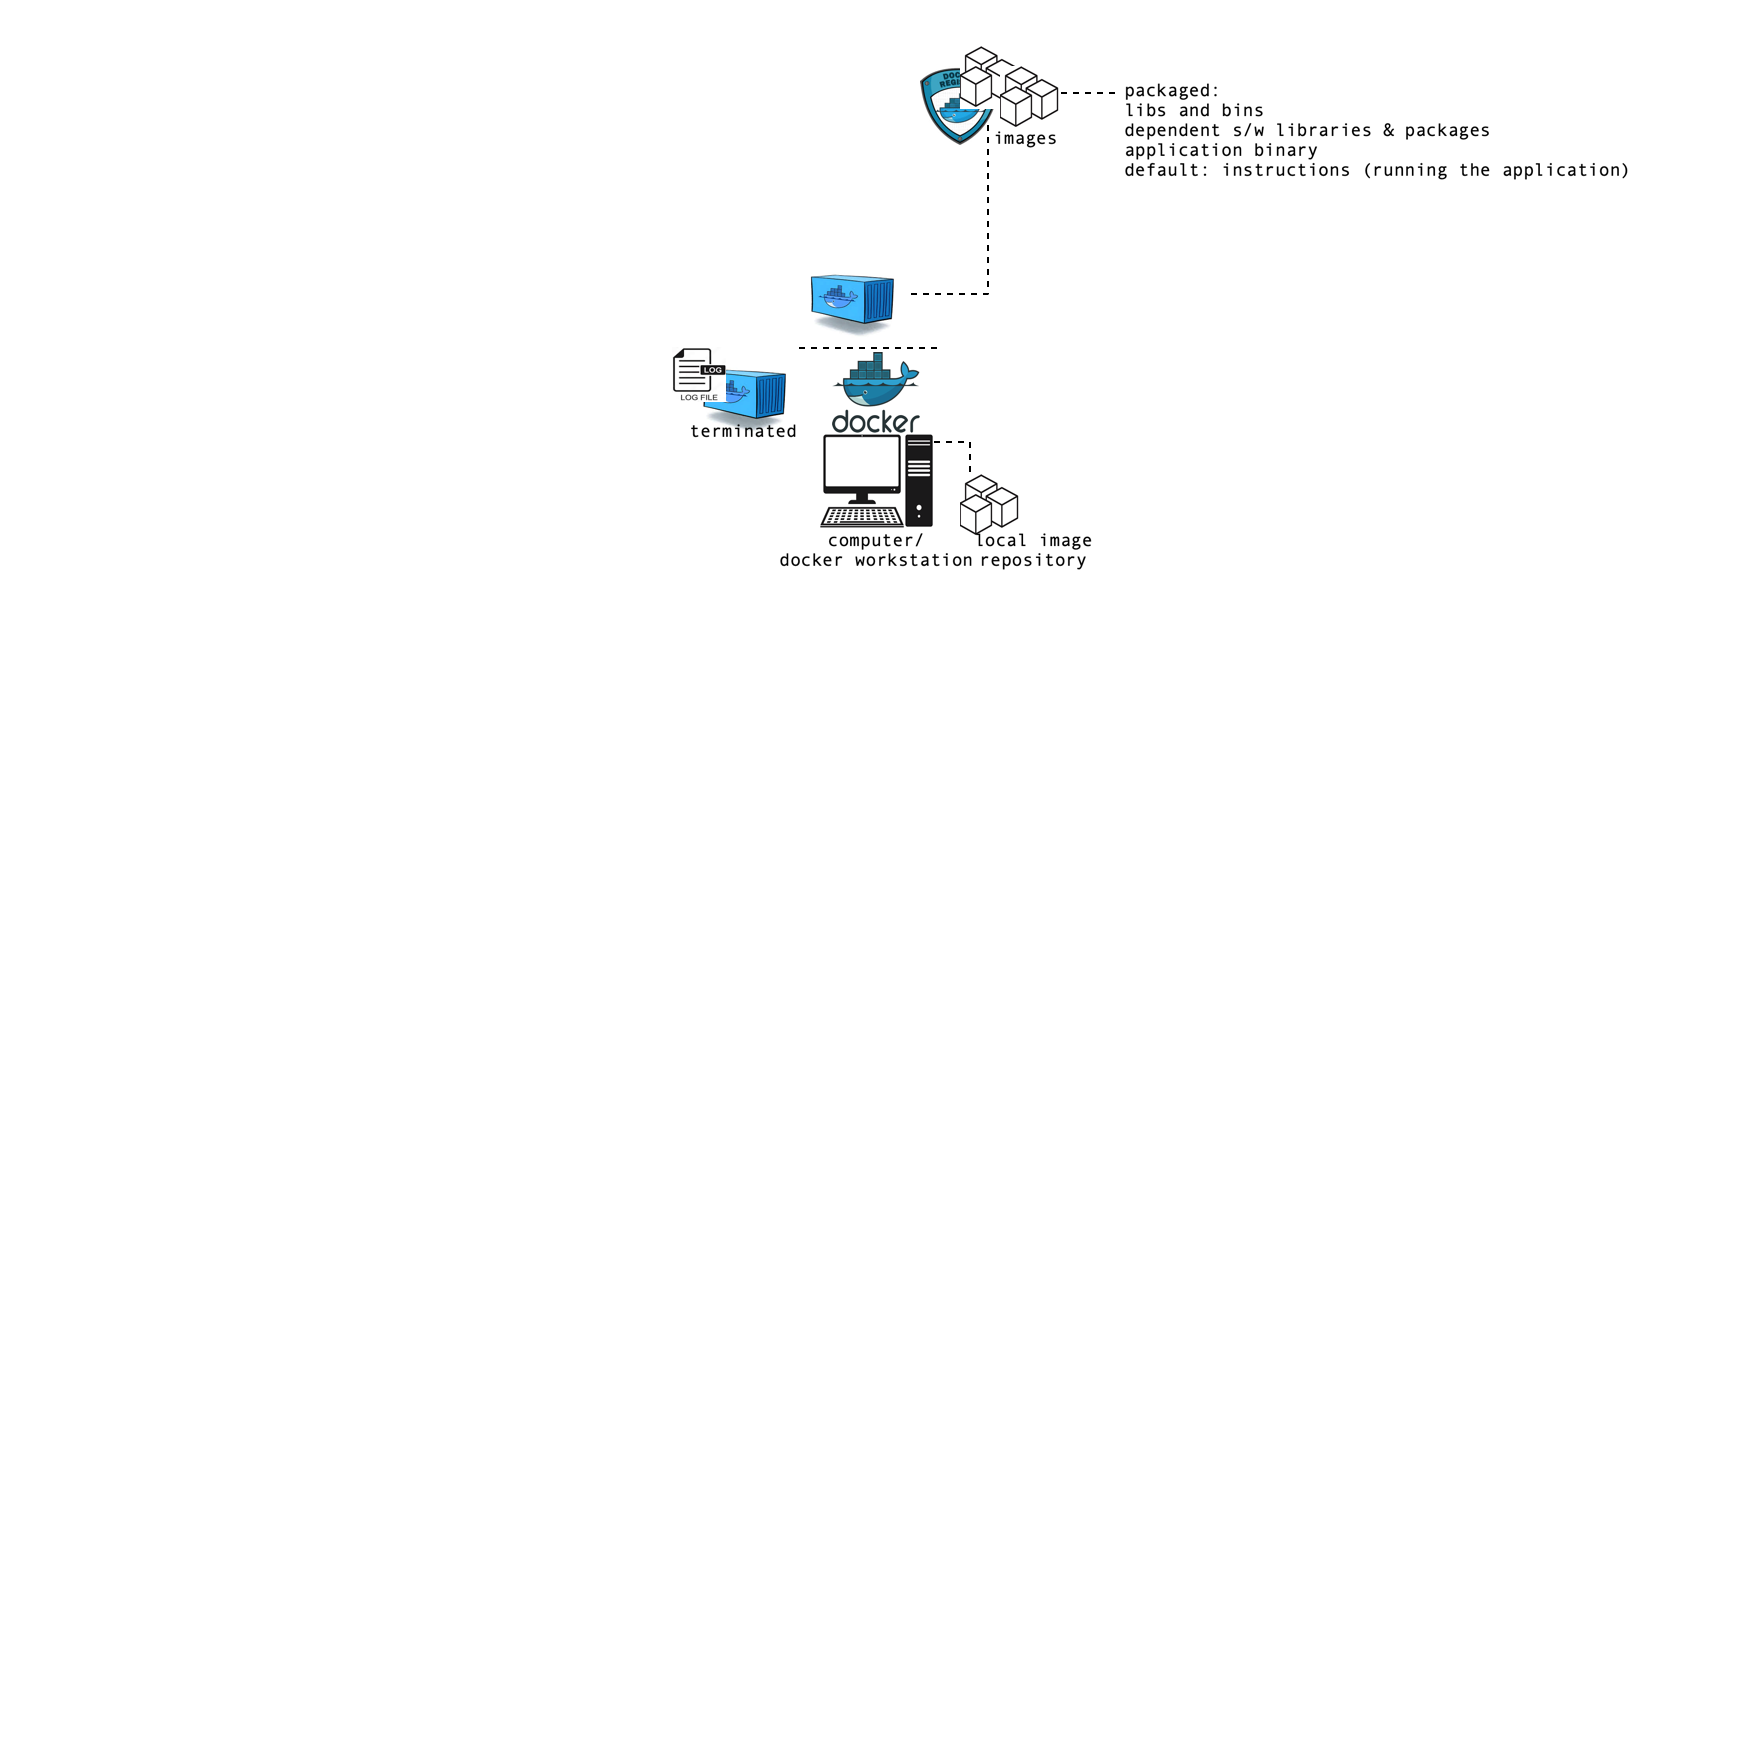 packaged:
libs and bins
dependent s/w libraries & packages
application binary
default: instructions (running the application)
images
LOG
LOG FILE
terminated
docker
computer/
docker workstation
local image
repository